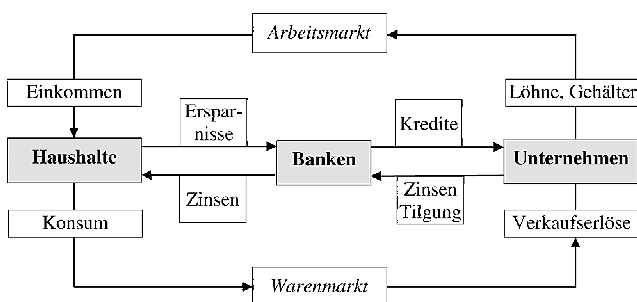 Arbeitsmarkt
Einkommen
Löhne, Gehälter
Erspar-
nisse
Kredite
Haushalte
Banken
Unternehmen
Zinsen
Zinsen
Tilgung
Konsum
Verkaufserlöse
Warenmarkt